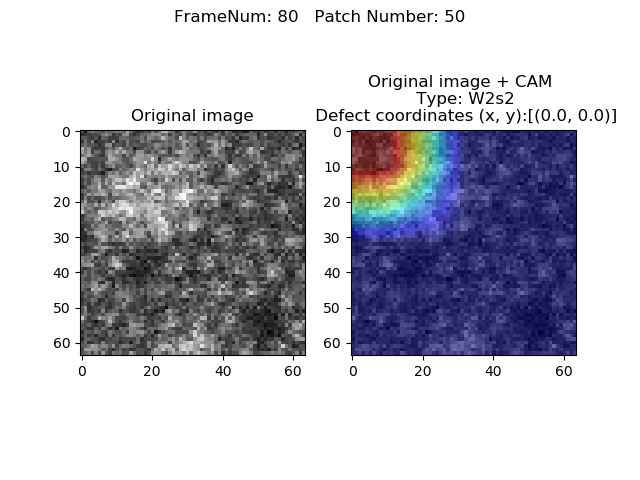 FrameNum: 80   Patch Number: 50
Original image
Original image + CAM
Type: W2s2
Defect coordinates (x, y):[(0.0, 0.0)]
0
10
20
30
40
50
60
0 20 40 60
0
10
20
30
40
50
60
0 20 40 60